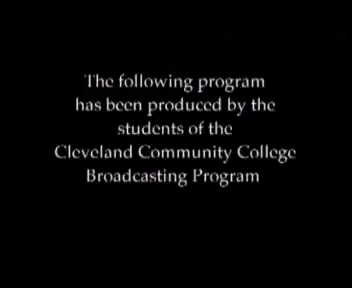 The following program
has been produced by the
students of the
Cleveland Community College
Broadcasting Program